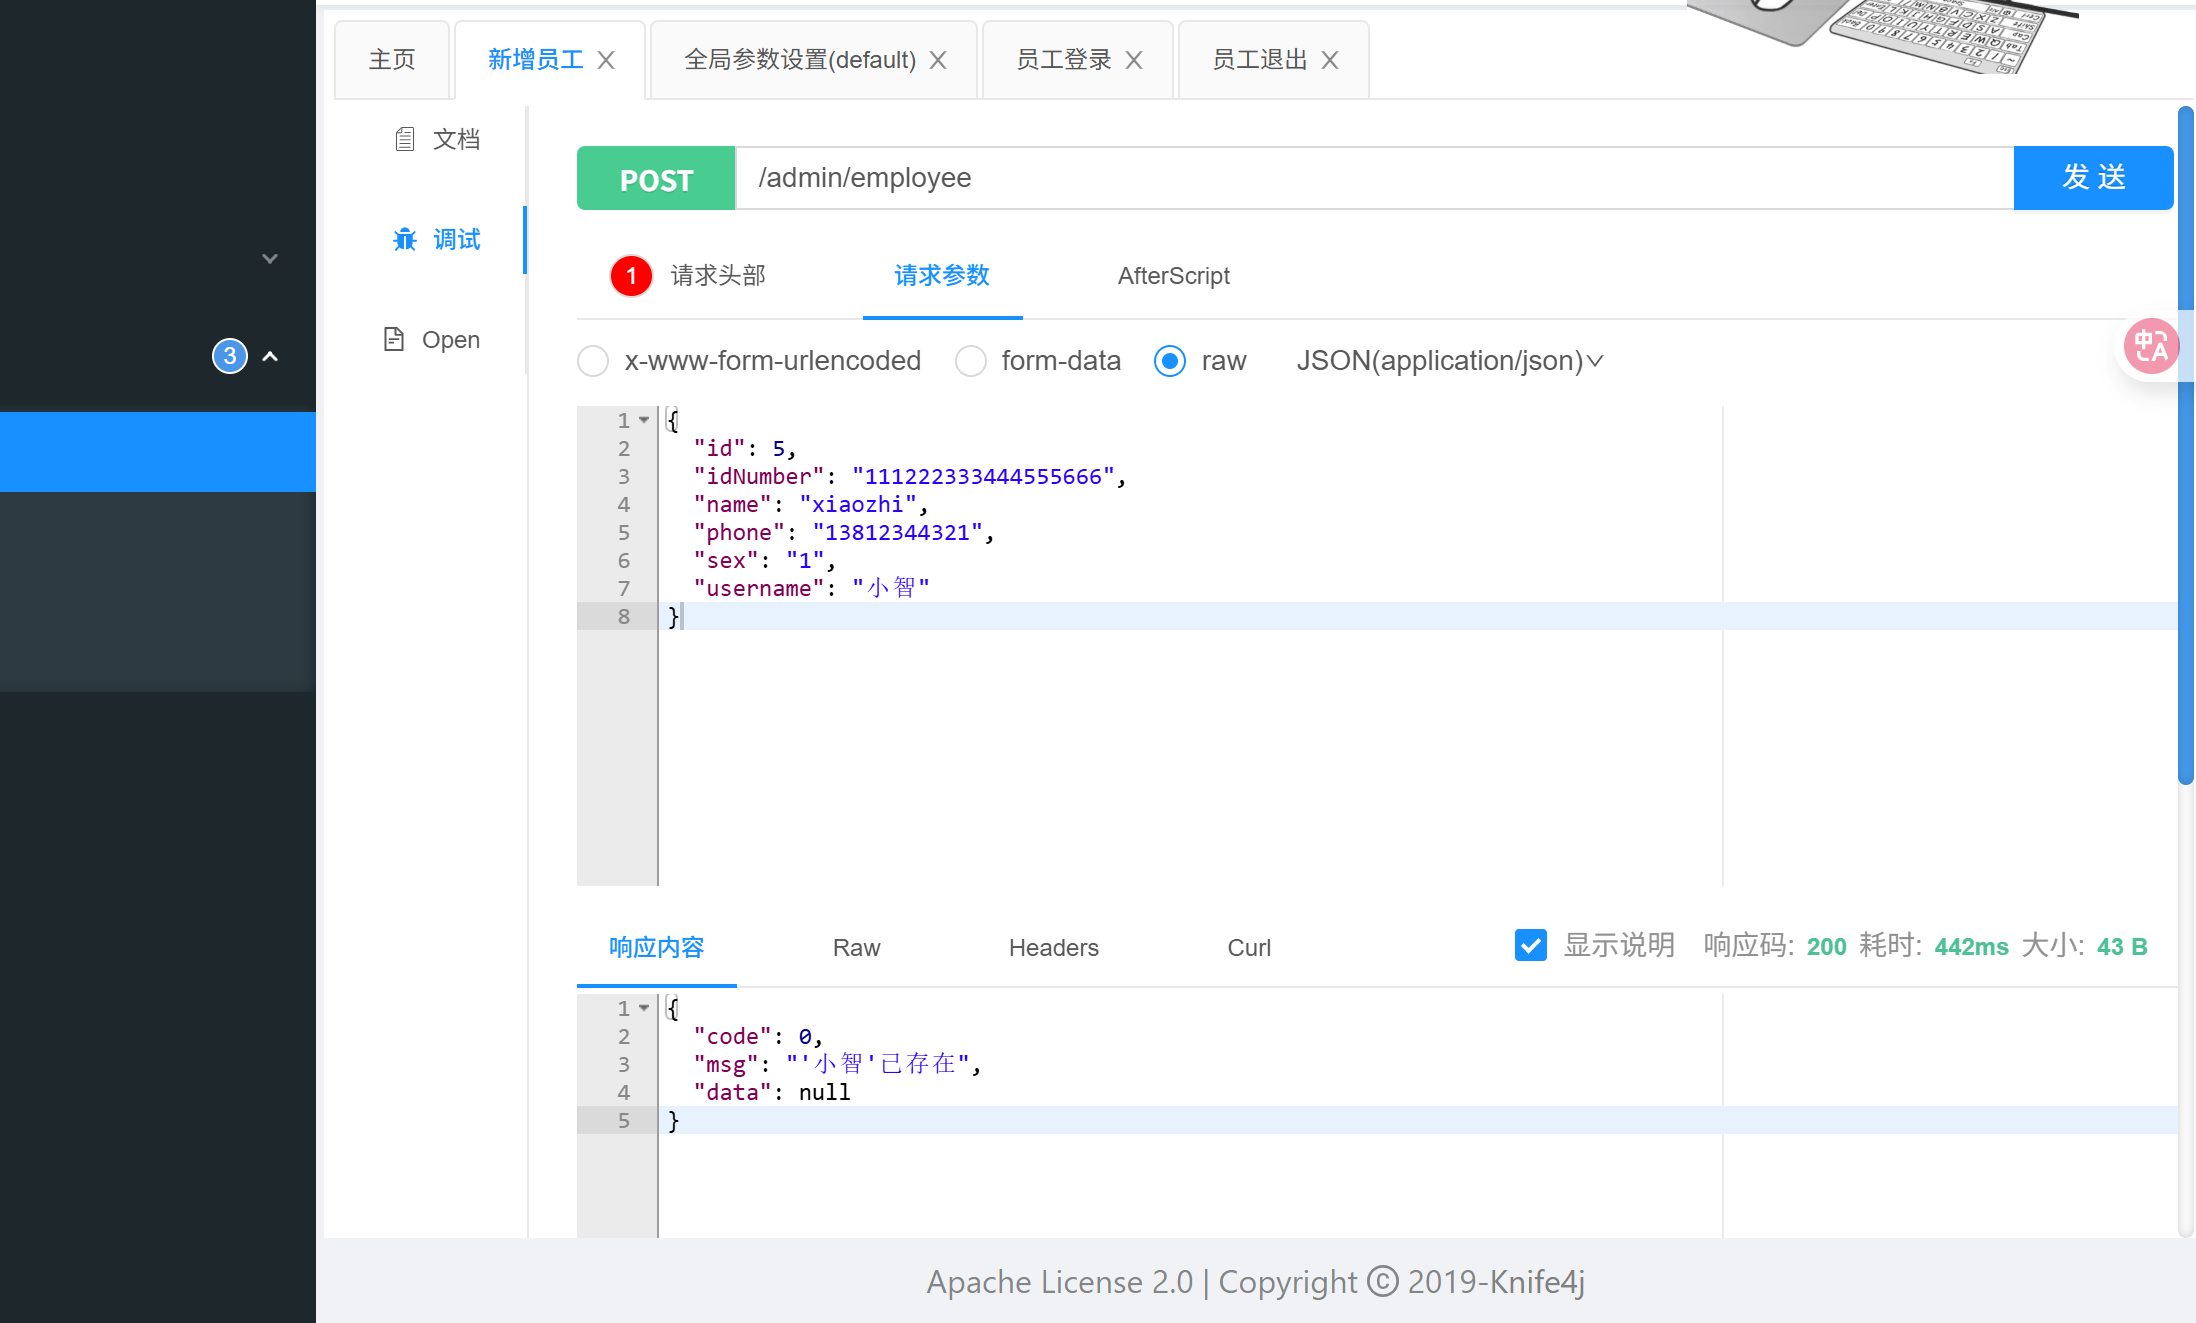 主页
新增员工 X
全局参数设置(default) X
员工登录 X
员工退出 X
文档
调试
Open
3
POST /admin/employee 发 送
1 请求头部 请求参数 AfterScript
x-www-form-urlencoded form-data raw JSON(application/json)
中A
1 {
2 "id": 5,
3 "idNumber": "111222333444555666",
4 "name": "xiaozhi",
5 "phone": "13812344321",
6 "sex": "1",
7 "username": "小智"
8 }
响应内容 Raw Headers Curl 显示说明 响应码: 200 耗时: 442ms 大小: 43 B
1 {
2 "code": 0,
3 "msg": "'小智'已存在",
4 "data": null
5 }
Apache License 2.0 | Copyright © 2019-Knife4j